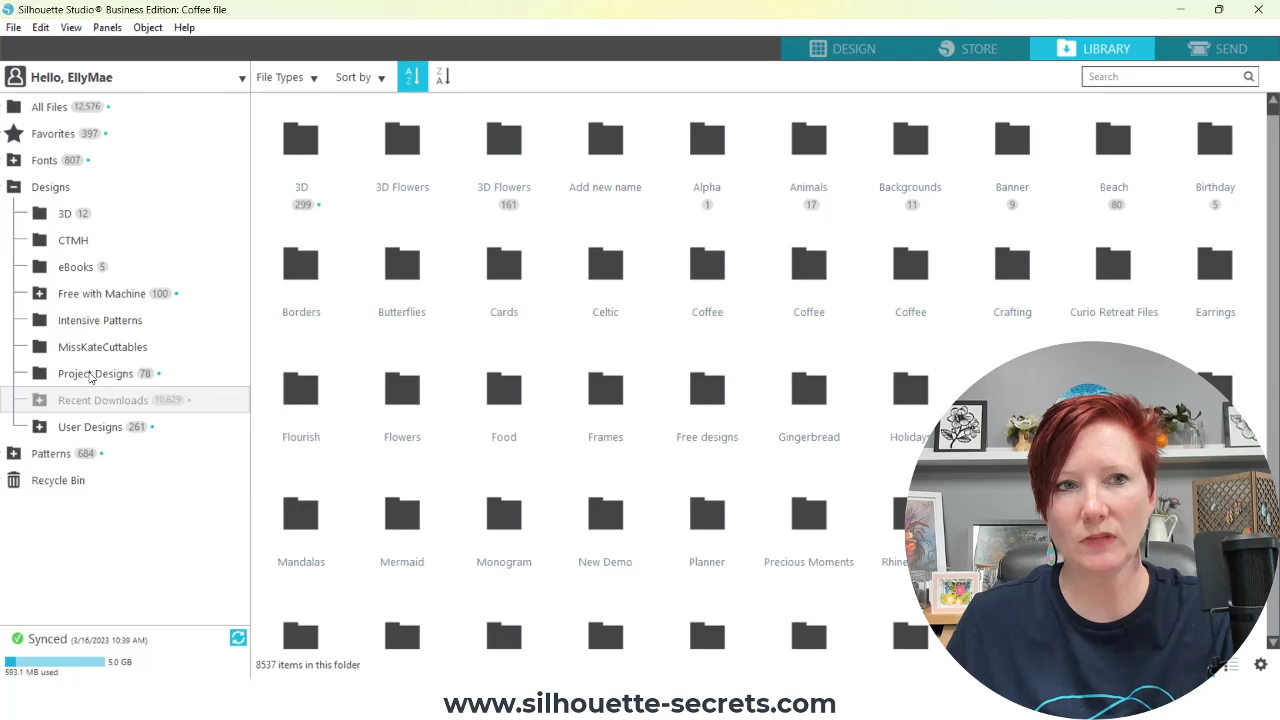 Silhouette Studio® Business Edition: Coffee file
File Edit View Panels Object Help
DESIGN STORE LIBRARY SEND
Hello, EllyMae
File Types Sort by A Z Z A Search
All Files 12,576
Favorites 397
Fonts 807
Designs
3D 12
CTMH
eBooks 5
Free with Machine 100
Intensive Patterns
MissKateCuttables
Project Designs 78
Recent Downloads 10,629
User Designs 261
Patterns 684
Recycle Bin
3D 3D Flowers 3D Flowers Add new name Alpha Animals Backgrounds Banner Beach Birthday
299 161 1 17 11 9 80 5
Borders Butterflies Cards Celtic Coffee Coffee Coffee Crafting Curio Retreat Files Earrings
Flourish Flowers Food Frames Free designs Gingerbread Holidays
Mandalas Mermaid Monogram New Demo Planner Precious Moments
Synced (3/16/2023 10:39 AM)
5.0 GB
593.1 MB used
8537 items in this folder
www.silhouette-secrets.com